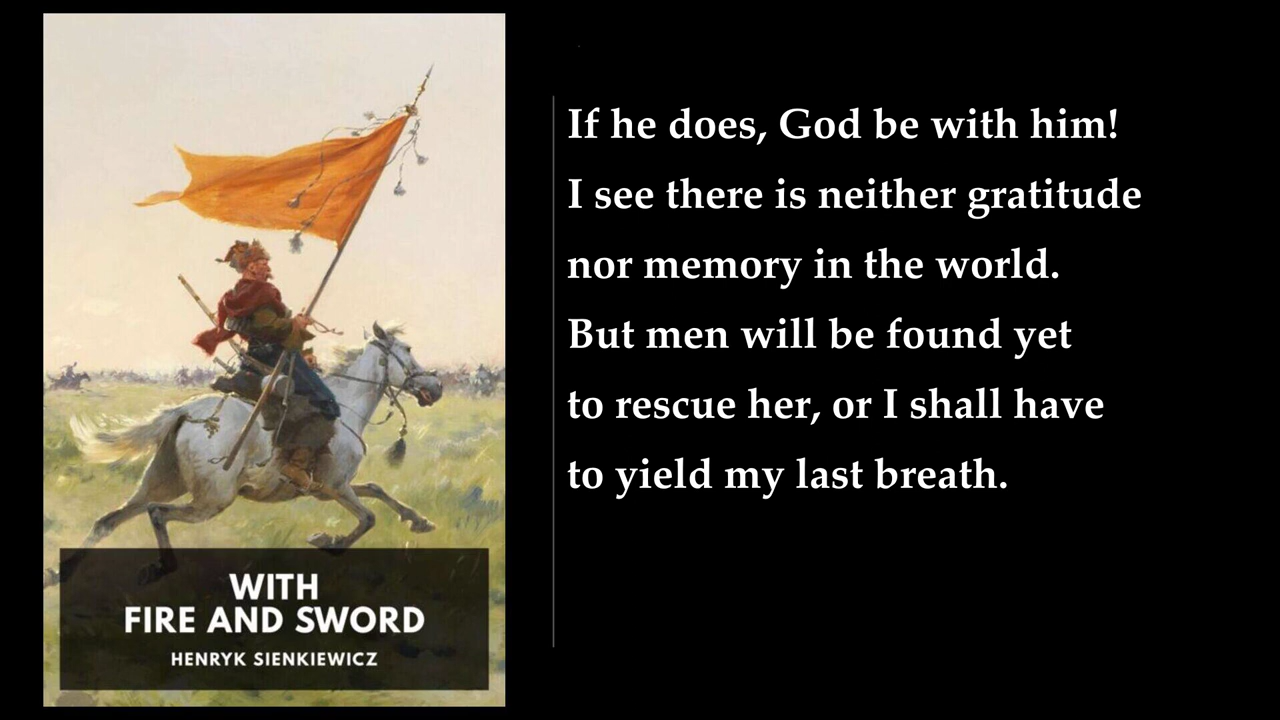 If he does, God be with him!
I see there is neither gratitude
nor memory in the world.
But men will be found yet
to rescue her, or I shall have
to yield my last breath.
WITH
FIRE AND SWORD
HENRYK SIENKIEWICZ